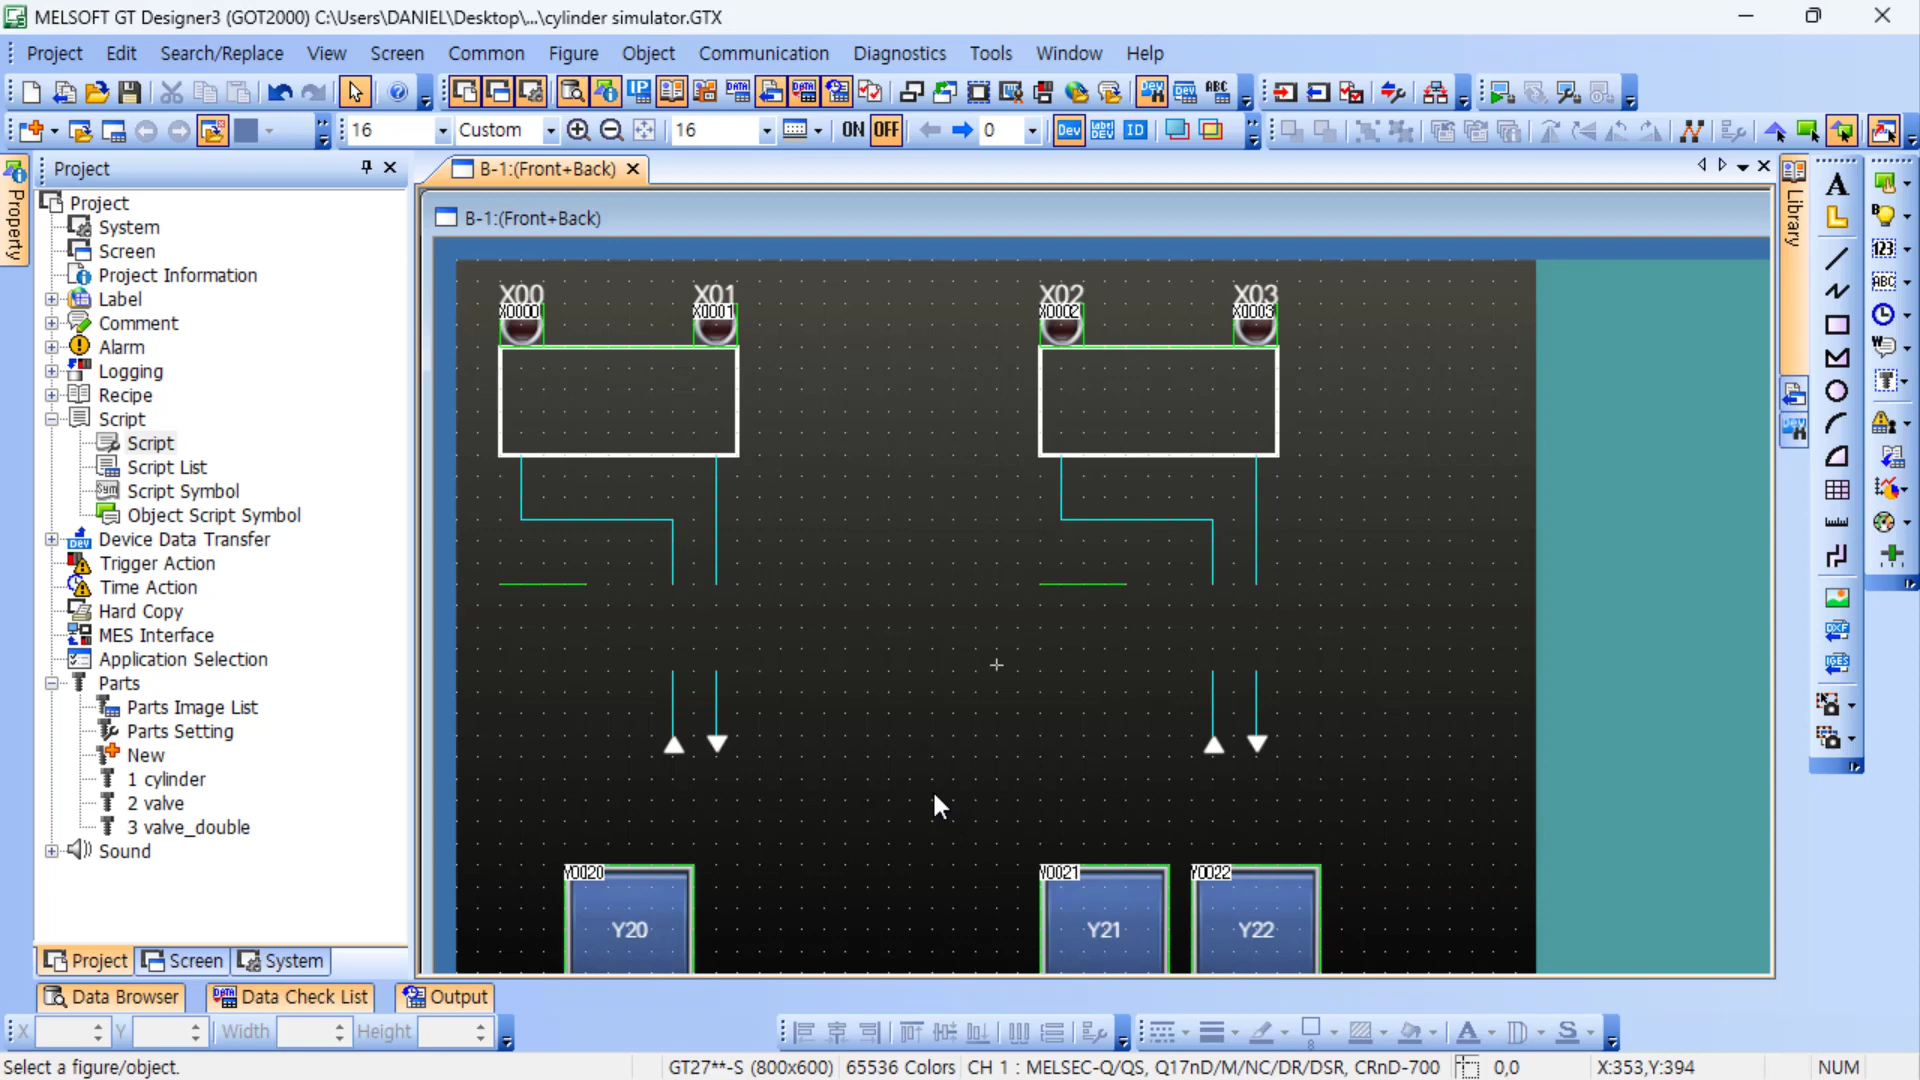 MELSOFT GT Designer3 (GOT2000) C:\Users\DANIEL\Desktop\...\cylinder simulator.GTX
Project Edit Search/Replace View Screen Common Figure Object Communication Diagnostics Tools Window Help
16 Custom 16 ON OFF 0 Dev ID
Property
Project
B-1:(Front+Back)
B-1:(Front+Back)
Library
Project
System
Screen
Project Information
Label
Comment
Alarm
Logging
Recipe
Script
Script
Script List
Script Symbol
Object Script Symbol
Device Data Transfer
Trigger Action
Time Action
Hard Copy
MES Interface
Application Selection
Parts
Parts Image List
Parts Setting
New
1 cylinder
2 valve
3 valve_double
Sound
X00 X01 X02 X03
X0000 X0001 X0002 X0003
Y0020 Y0021 Y0022
Y20 Y21 Y22
Project Screen System
Data Browser Data Check List Output
X Y Width Height
Select a figure/object. GT27**-S (800x600) 65536 Colors CH 1 : MELSEC-Q/QS, Q17nD/M/NC/DR/DSR, CRnD-700 0,0 X:353,Y:394 NUM